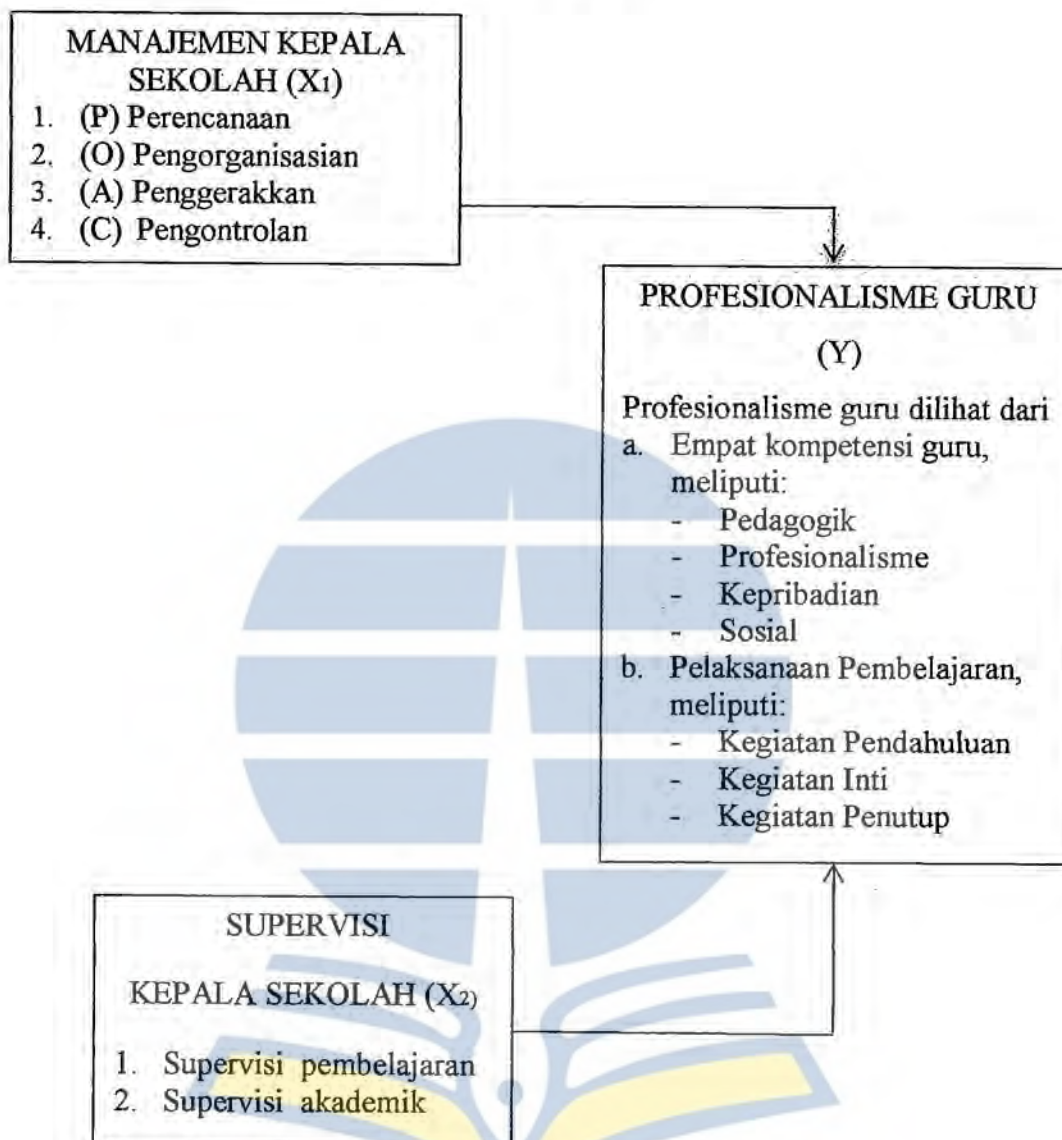 MANAJEMEN KEPALA
SEKOLAH (X1)
1. (P) Perencanaan
2. (O) Pengorganisasian
3. (A) Penggerakkan
4. (C) Pengontrolan
PROFESIONALISME GURU
(Y)
Profesionalisme guru dilihat dari
a. Empat kompetensi guru,
meliputi:
- Pedagogik
- Profesionalisme
- Kepribadian
- Sosial
b. Pelaksanaan Pembelajaran,
meliputi:
- Kegiatan Pendahuluan
- Kegiatan Inti
- Kegiatan Penutup
SUPERVISI
KEPALA SEKOLAH (X2)
1. Supervisi pembelajaran
2. Supervisi akademik